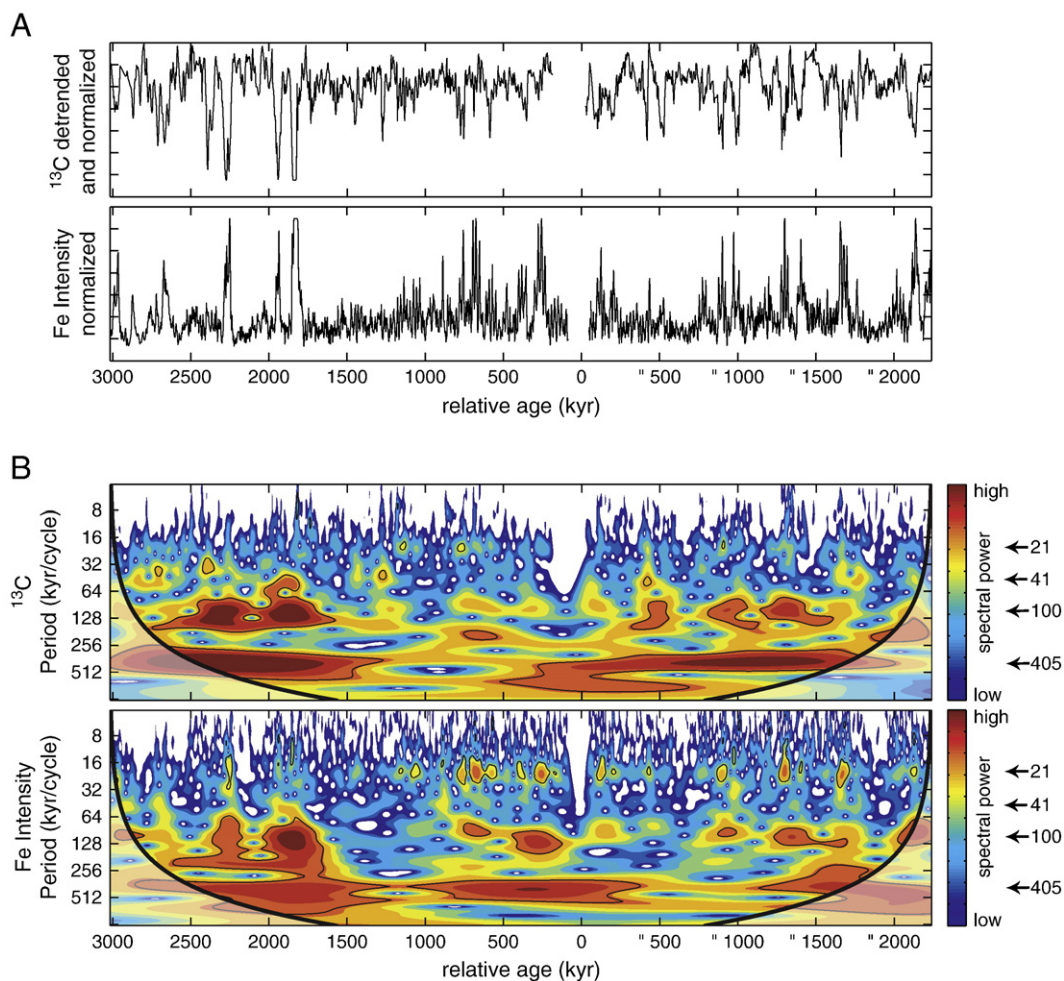 A
13C detrended
and normalized
Fe Intensity
normalized
3000 2500 2000 1500 1000 500 0 " 500 " 1000 " 1500 " 2000
relative age (kyr)
B
13C
Period (kyr/cycle)
8
16
32
64
128
256
512
high
spectral power
low
21
41
100
405
Fe Intensity
Period (kyr/cycle)
8
16
32
64
128
256
512
high
spectral power
low
21
41
100
405
3000 2500 2000 1500 1000 500 0 " 500 " 1000 " 1500 " 2000
relative age (kyr)